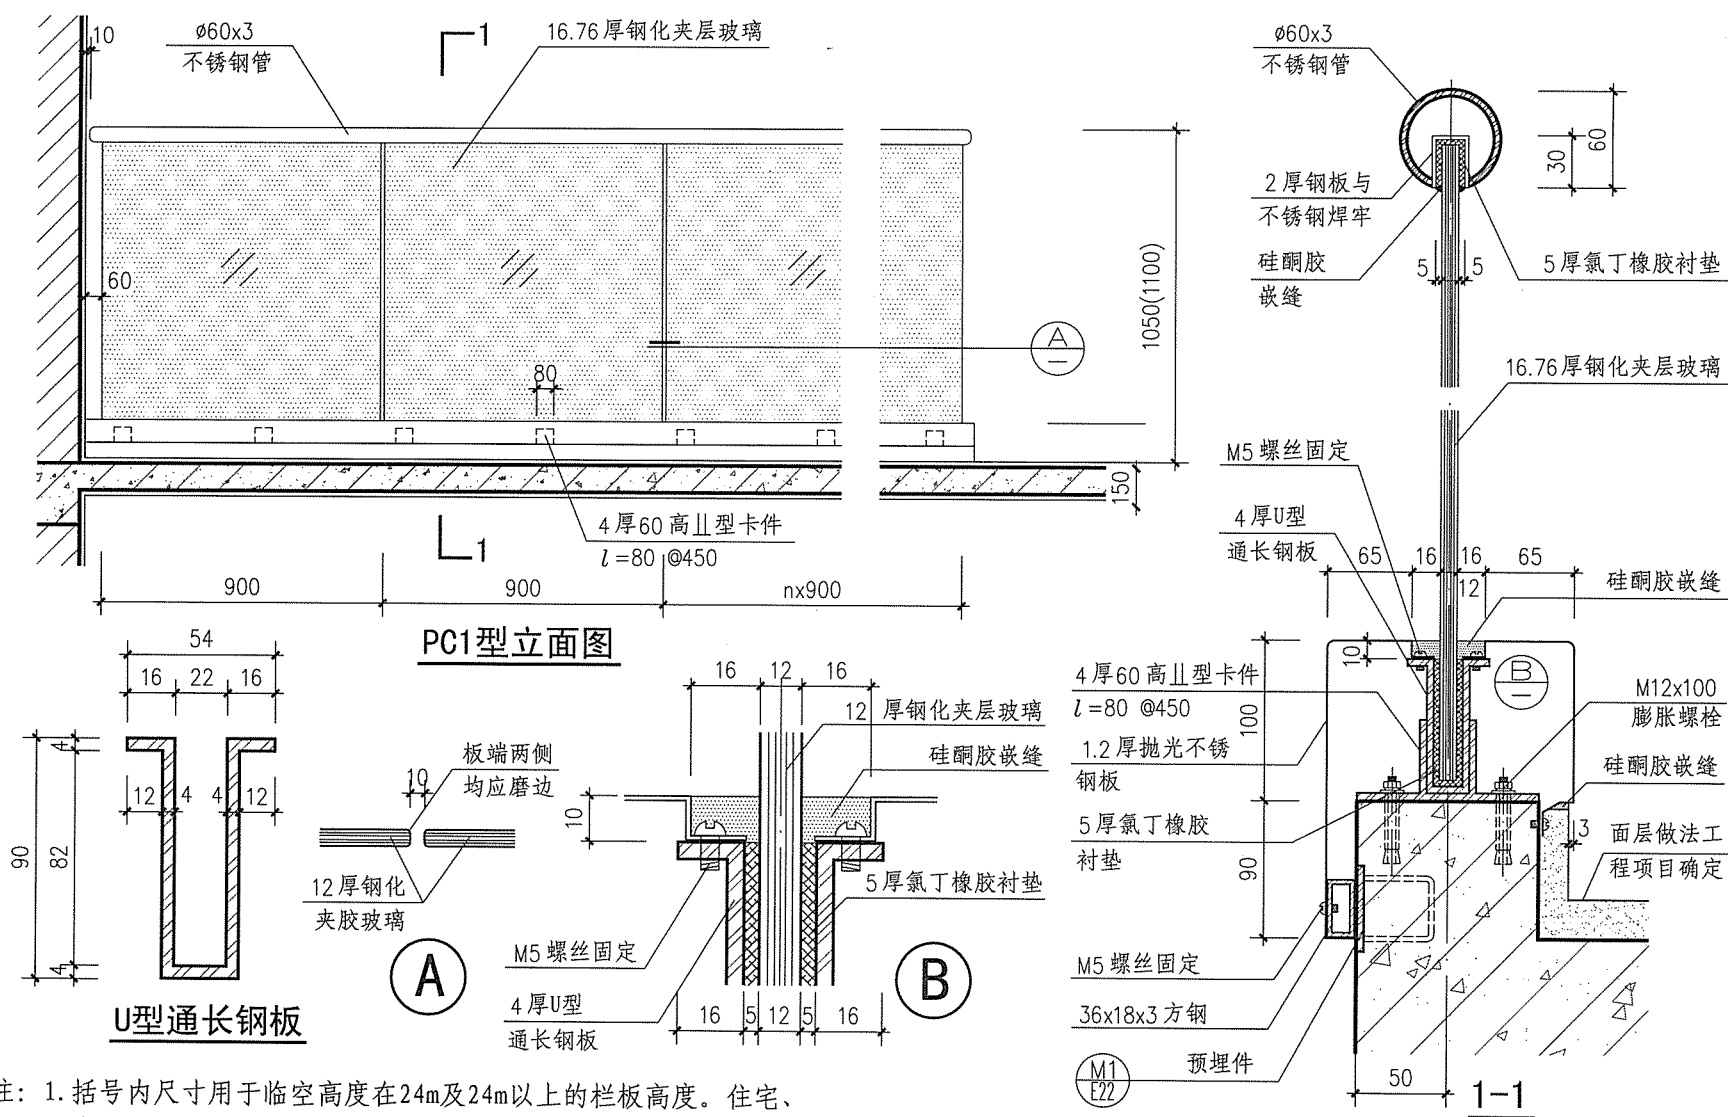 10
ø60x3
不锈钢管
1
16.76厚钢化夹层玻璃
60
80
A
1050(1100)
150
4厚60高⊥⊥型卡件
l=80 @450
1
900
900
nx900
PC1型立面图
ø60x3
不锈钢管
60
30
2厚钢板与
不锈钢焊牢
硅酮胶
嵌缝
5
5
5厚氯丁橡胶衬垫
16.76厚钢化夹层玻璃
M5螺丝固定
4厚U型
通长钢板
65
16
16
65
12
硅酮胶嵌缝
10
4厚60高⊥⊥型卡件
l=80 @450
B
M12x100
膨胀螺栓
100
1.2厚抛光不锈
钢板
硅酮胶嵌缝
5厚氯丁橡胶
衬垫
3
面层做法工
程项目确定
90
M5螺丝固定
36x18x3方钢
M1
E22
预埋件
50
1-1
54
16
22
16
4
12
4
4
12
90
82
4
U型通长钢板
板端两侧
均应磨边
10
12厚钢化
夹胶玻璃
A
16
12
16
12厚钢化夹层玻璃
硅酮胶嵌缝
10
5厚氯丁橡胶衬垫
M5螺丝固定
4厚U型
通长钢板
16
5
12
5
16
B
注：1.括号内尺寸用于临空高度在24m及24m以上的栏板高度。住宅、